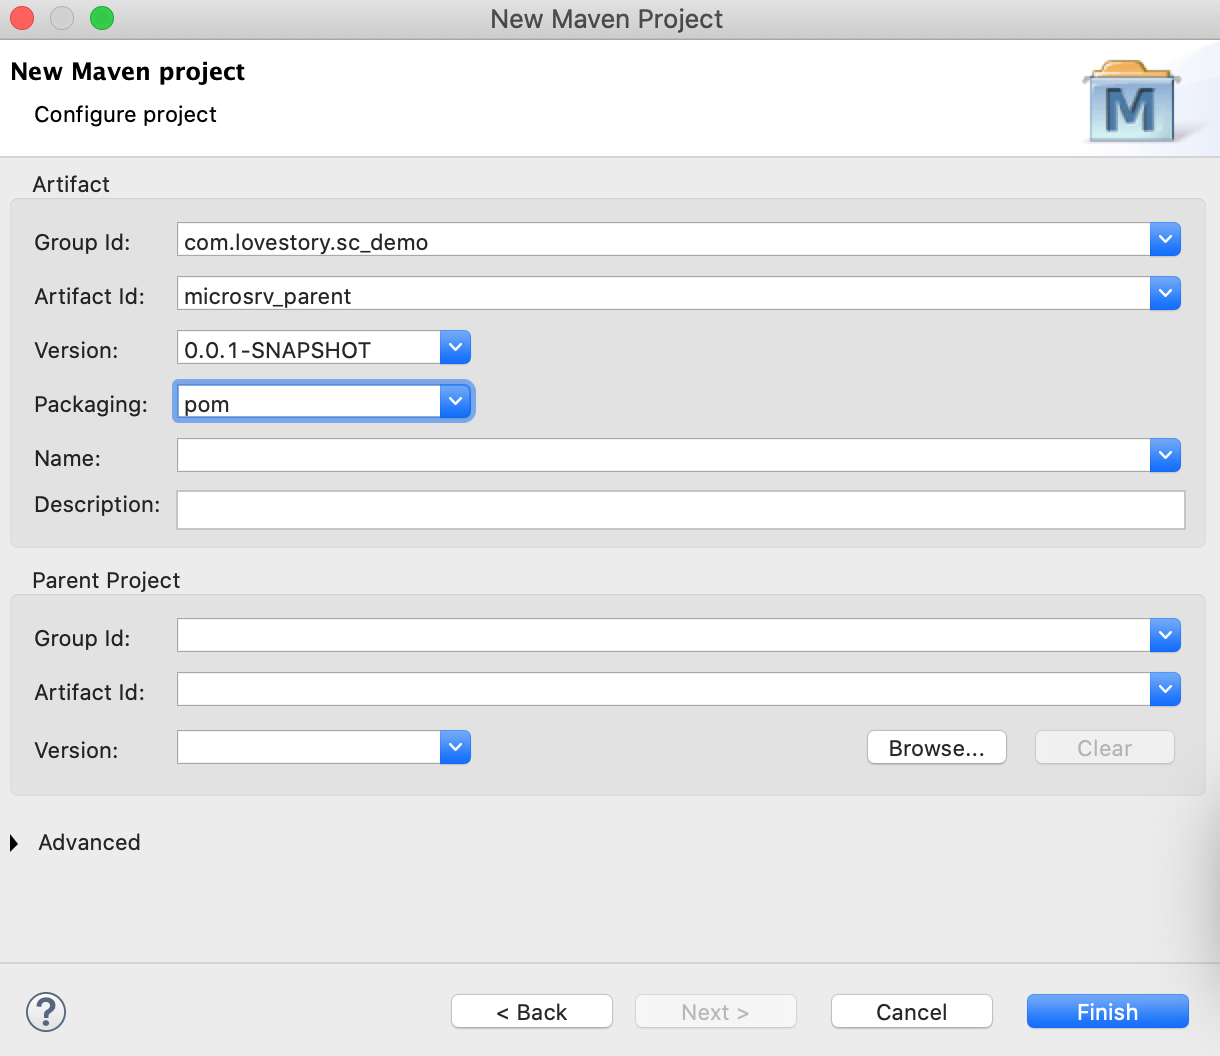 New Maven Project
New Maven project
Configure project
M
Artifact
Group Id: com.lovestory.sc_demo
Artifact Id: microsrv_parent
Version: 0.0.1-SNAPSHOT
Packaging: pom
Name:
Description:
Parent Project
Group Id:
Artifact Id:
Version: Browse... Clear
Advanced
? < Back Next > Cancel Finish